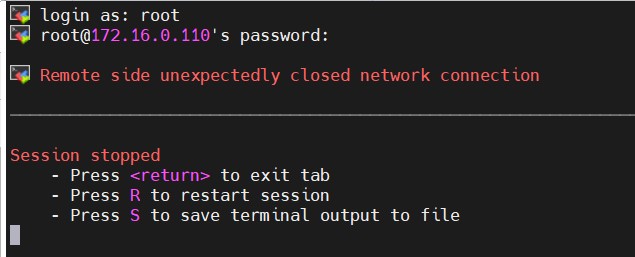 login as: root
root@172.16.0.110's password:
Remote side unexpectedly closed network connection
Session stopped
- Press <return> to exit tab
- Press R to restart session
- Press S to save terminal output to file